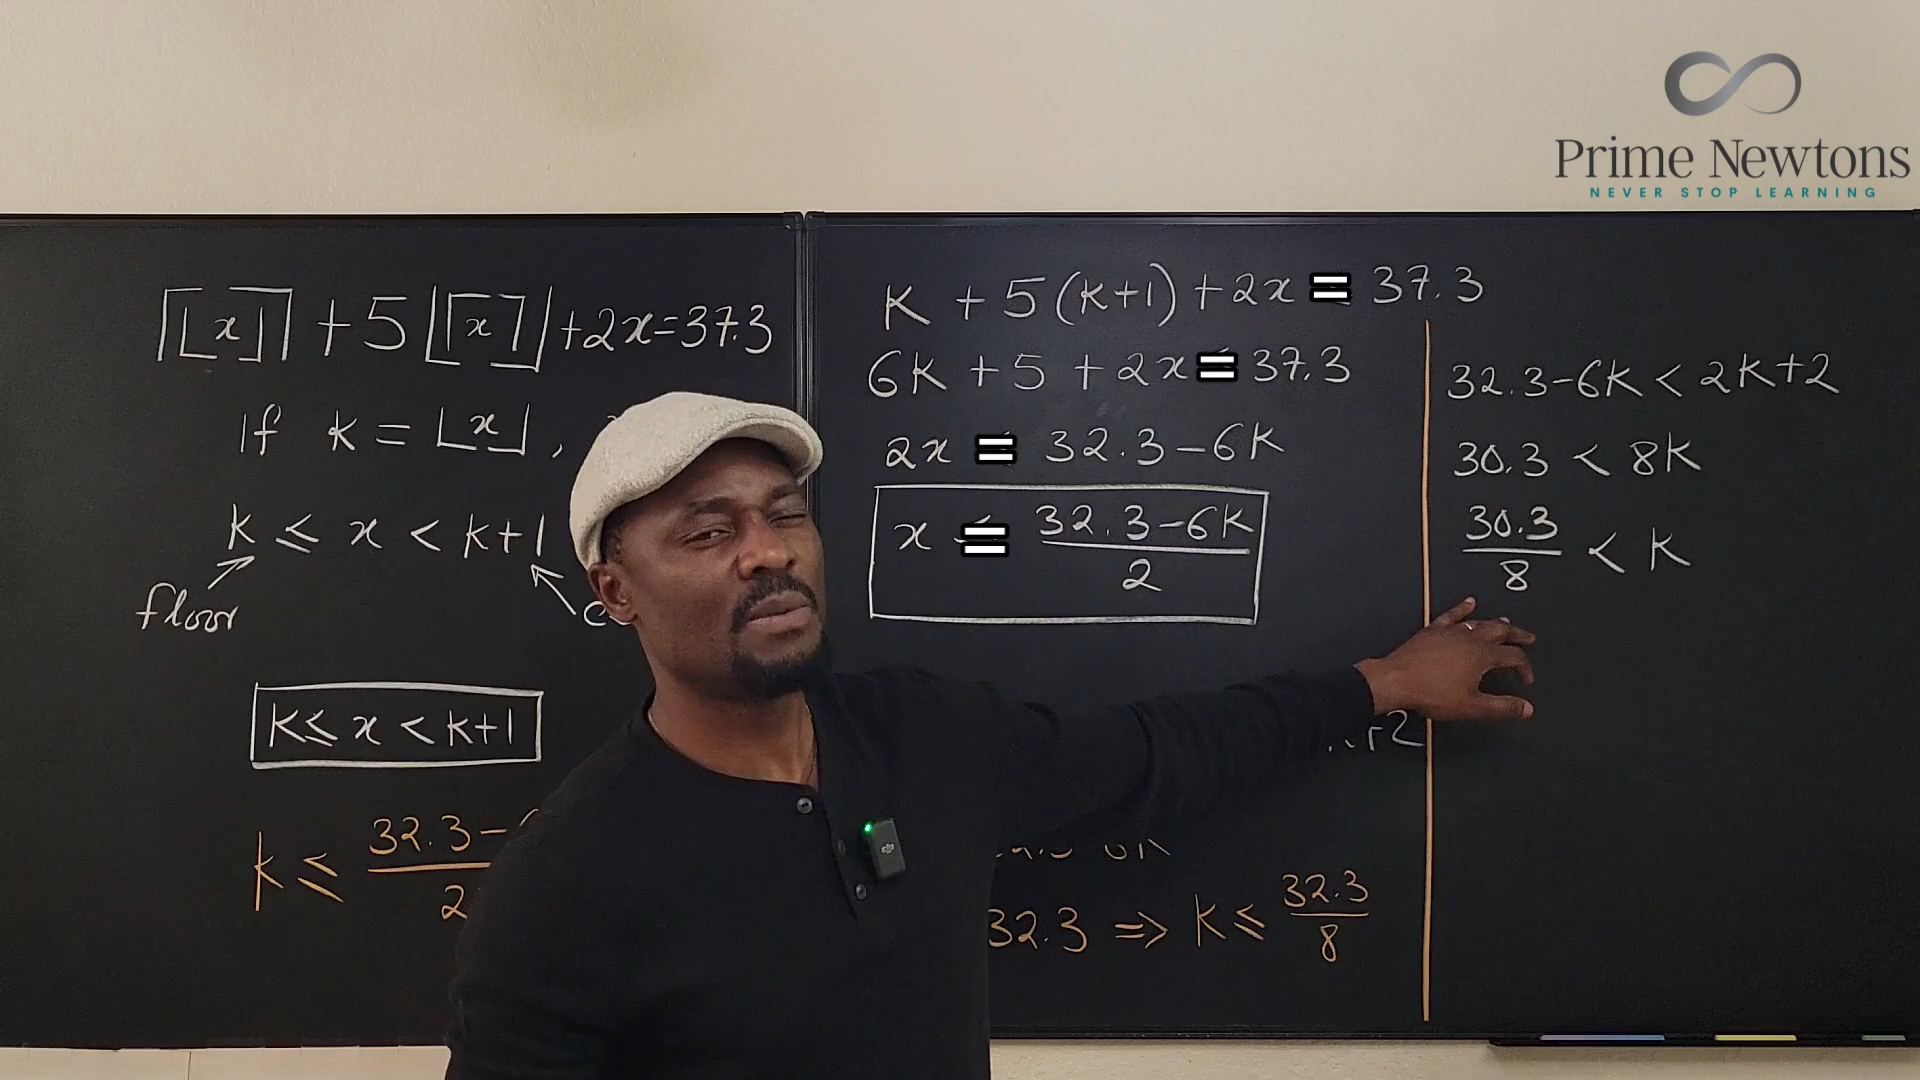 Prime Newtons
NEVER STOP LEARNING
⌈⌊x⌋⌉ + 5⌊⌈x⌉⌋ + 2x = 37.3
If k = ⌊x⌋,
k ≤ x < k+1
floor
k ≤ x < k+1
k ≤ 32.3 -
2
k + 5(k+1) + 2x = 37.3
6k + 5 + 2x = 37.3
2x = 32.3 - 6k
x = (32.3 - 6k)/2
32.3 ⇒ k ≤ 32.3/8
32.3 - 6k < 2k + 2
30.3 < 8k
30.3/8 < k